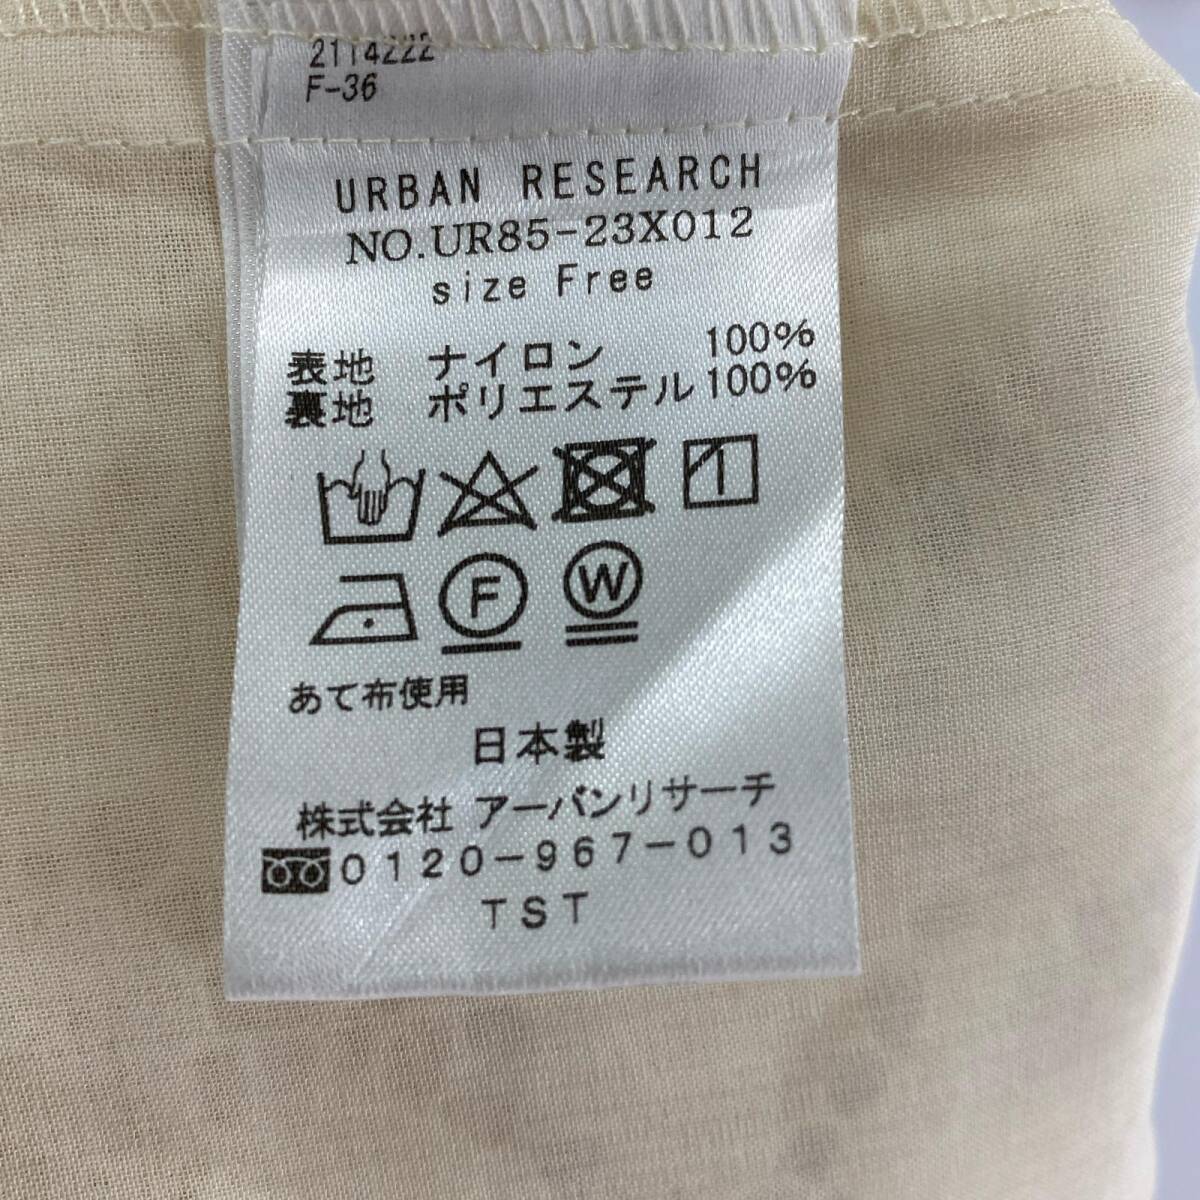 2114222
F-36
URBAN RESEARCH
NO.UR85-23X012
size Free
表地 ナイロン 100%
裏地 ポリエステル 100%
F W
あて布使用
日本製
株式会社 アーバンリサーチ
0120-967-013
TST